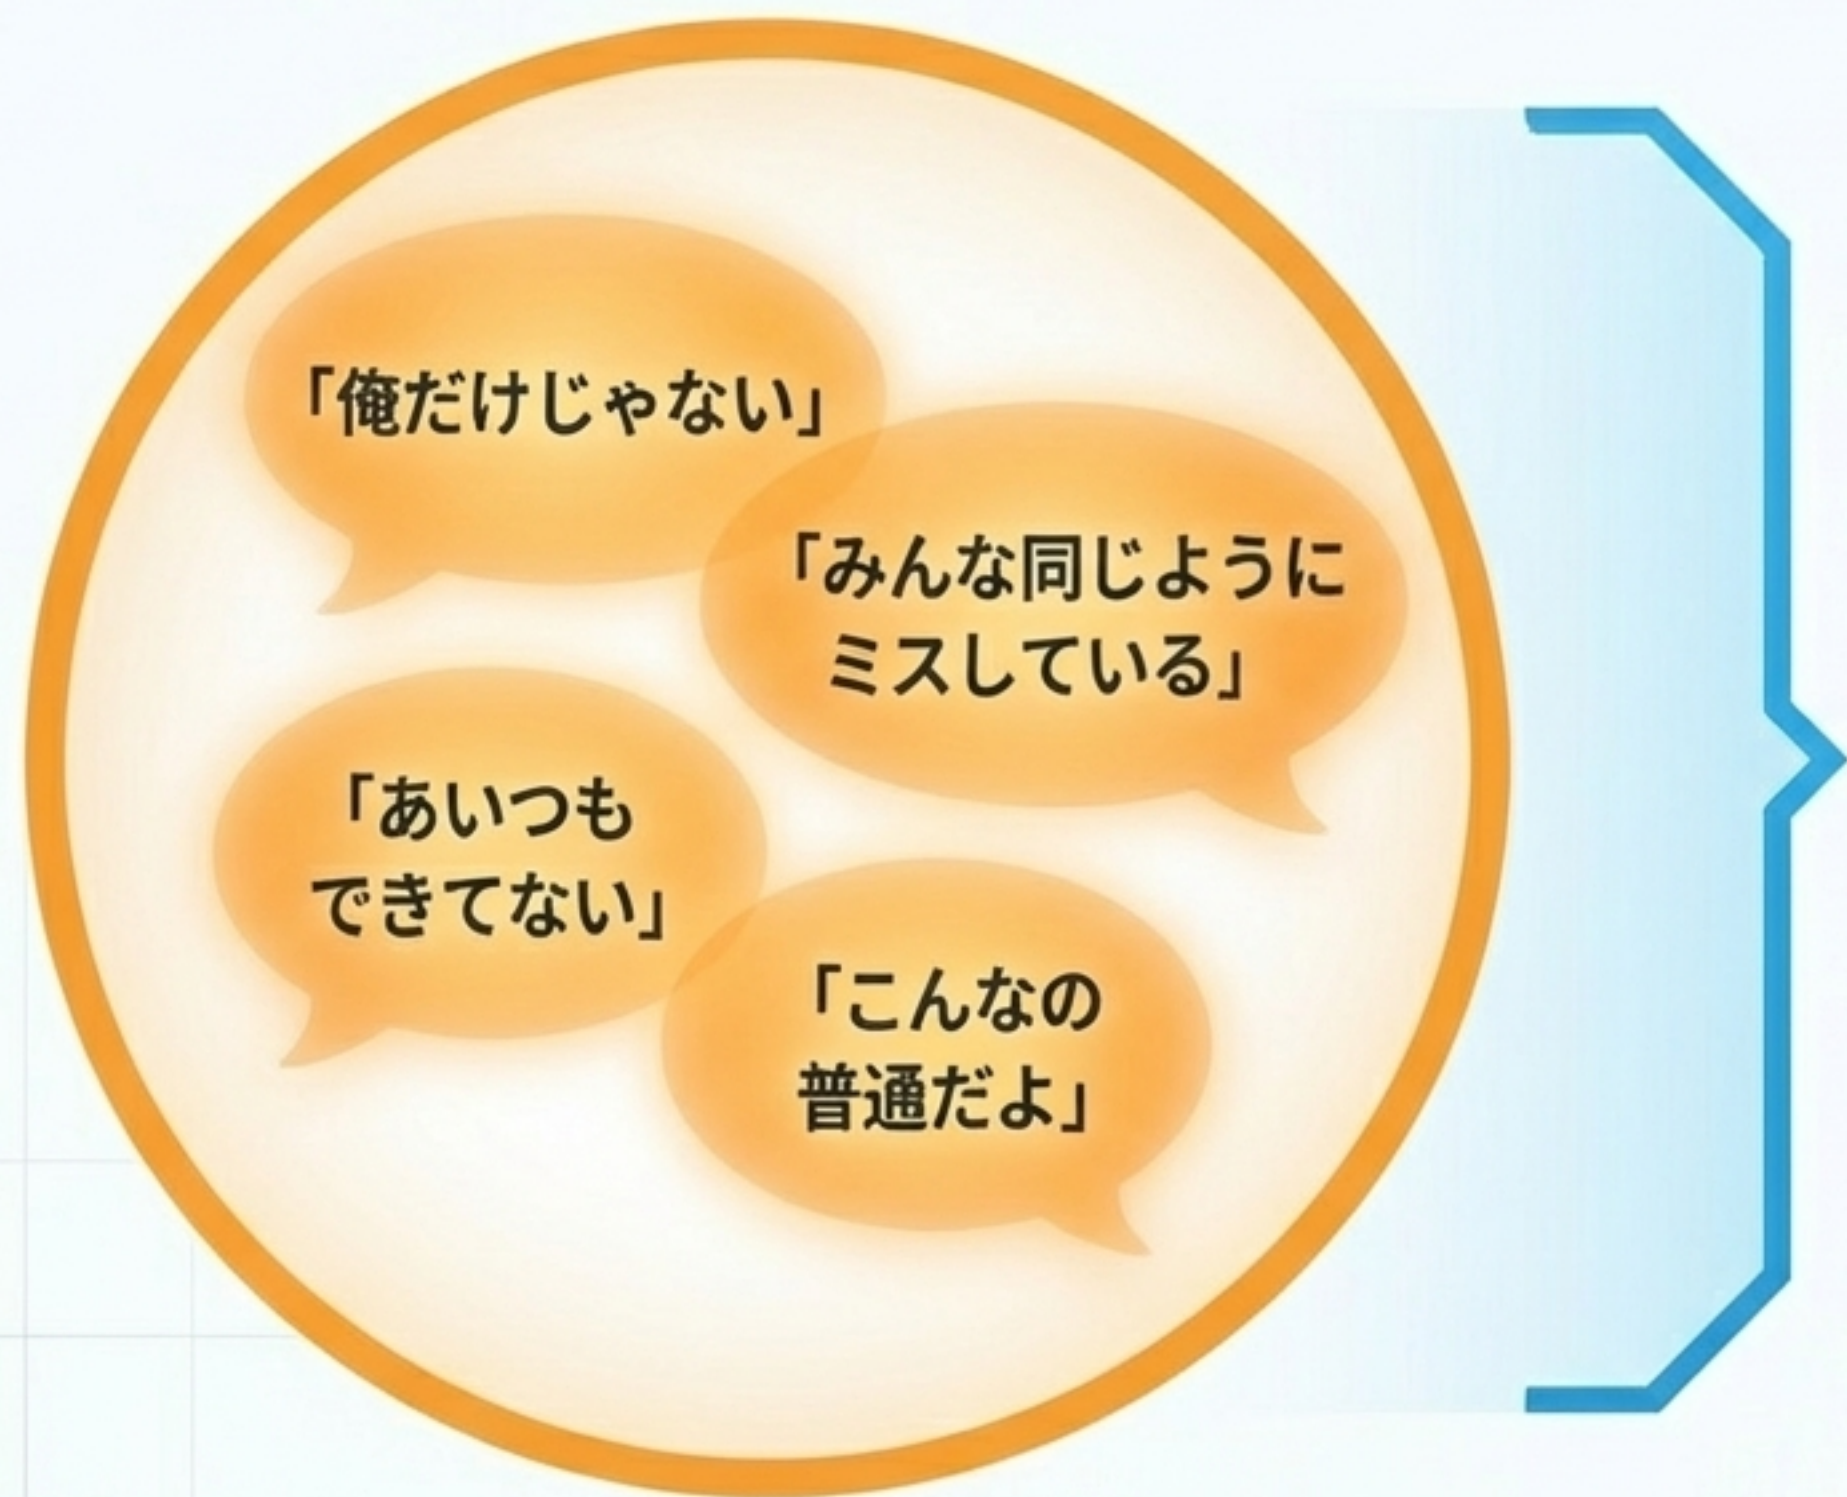 「俺だけじゃない」
「みんな同じように
ミスしている」
「あいつも
できてない」
「こんなの
普通だよ」